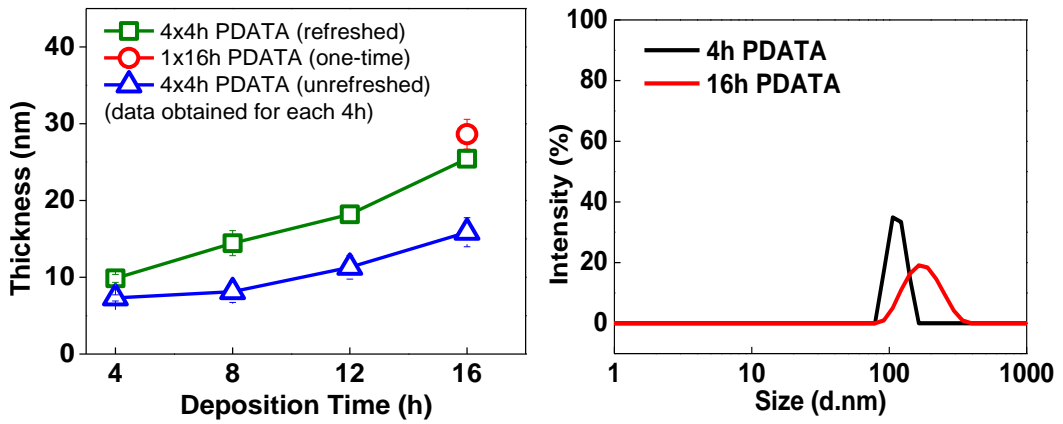 4x4h PDATA (refreshed)
1x16h PDATA (one-time)
4x4h PDATA (unrefreshed)
(data obtained for each 4h)
40
30
20
10
0
4 8 12 16
Thickness (nm)
Deposition Time (h)
4h PDATA
16h PDATA
100
80
60
40
20
0
1 10 100 1000
Intensity (%)
Size (d.nm)